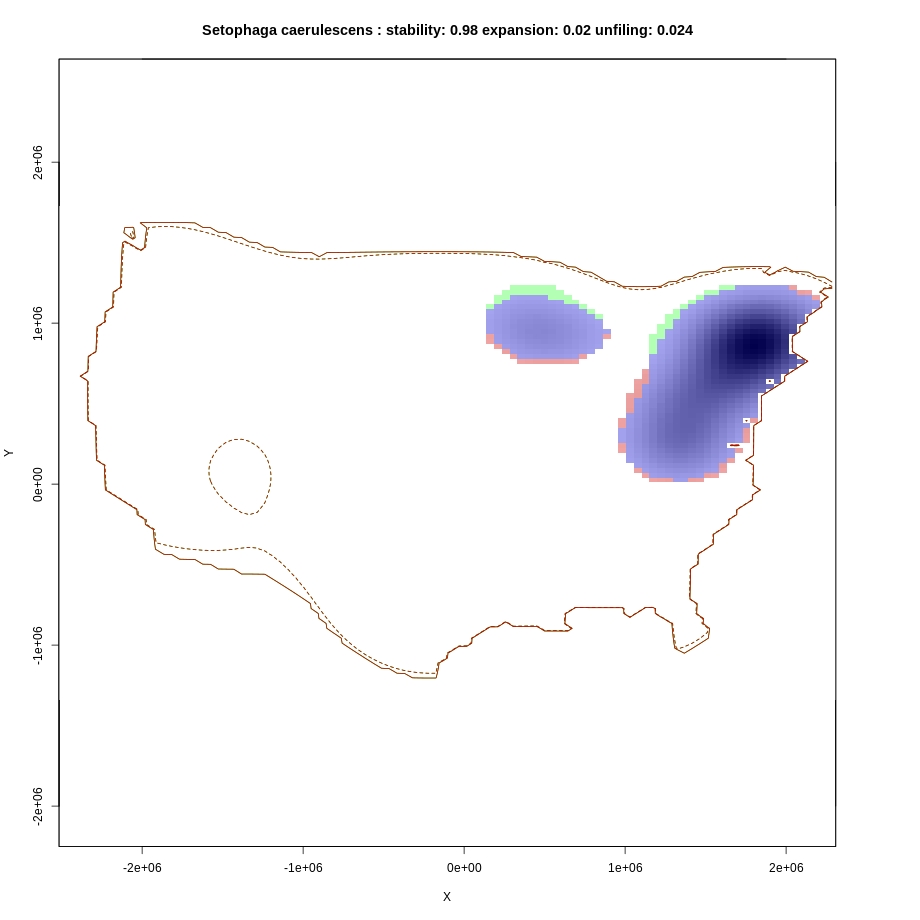 Setophaga caerulescens : stability: 0.98 expansion: 0.02 unfiling: 0.024
2e+06
1e+06
0e+00
-1e+06
-2e+06
Y
-2e+06 -1e+06 0e+00 1e+06 2e+06
X